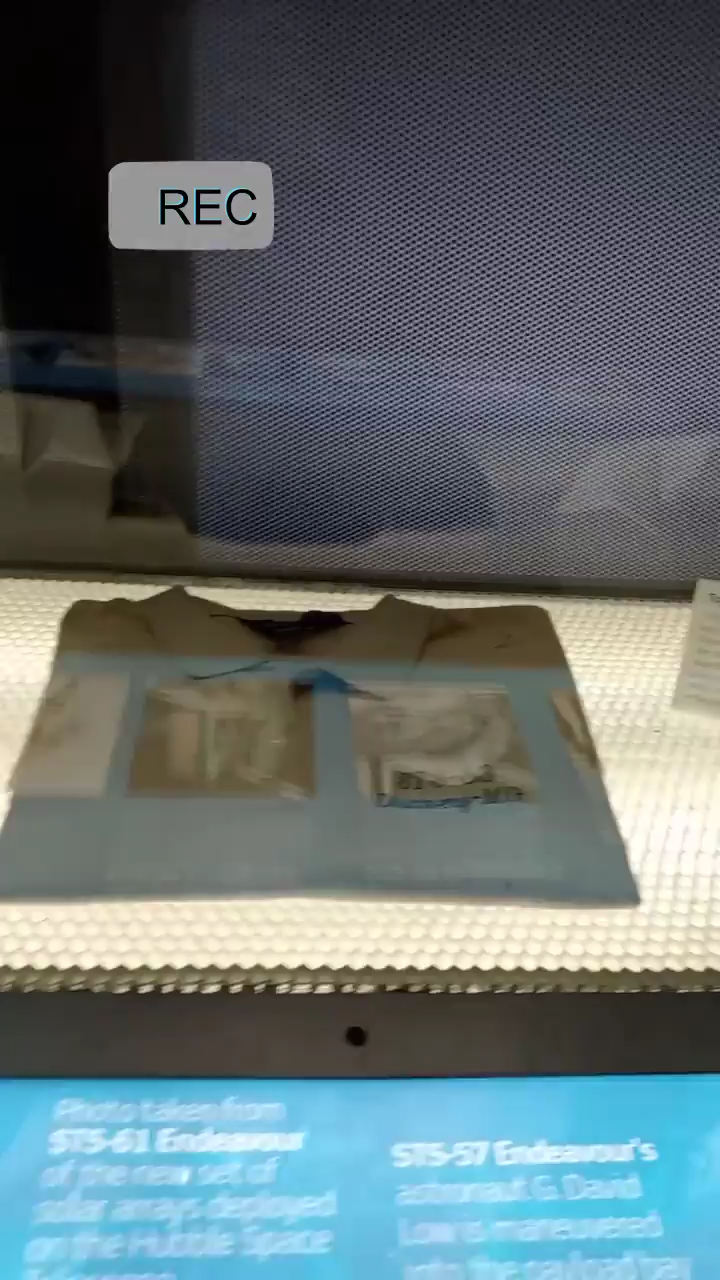 REC
Photo taken from
STS-61 Endeavour
of the new set of
solar arrays deployed
on the Hubble Space
Telescope
STS-57 Endeavour's
astronaut G. David
Low is maneuvered
into the payload bay